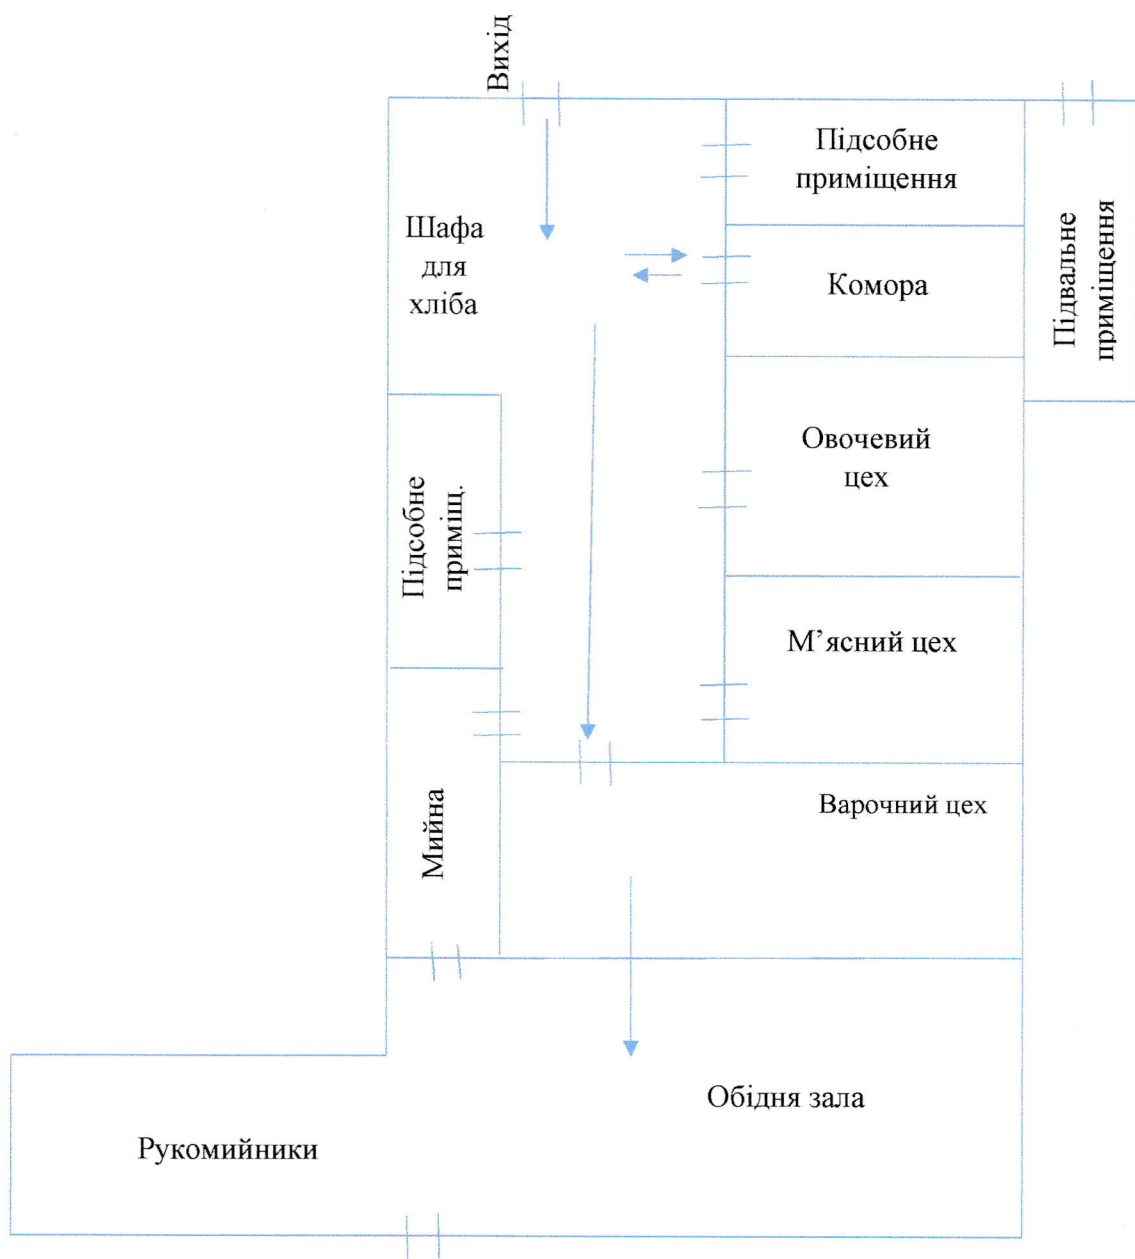 Вихід
Підсобне
приміщення
Підвальне
приміщення
Шафа
для
хліба
Комора
Овочевий
цех
Підсобне
приміщ.
М’ясний цех
Варочний цех
Мийна
Обідня зала
Рукомийники